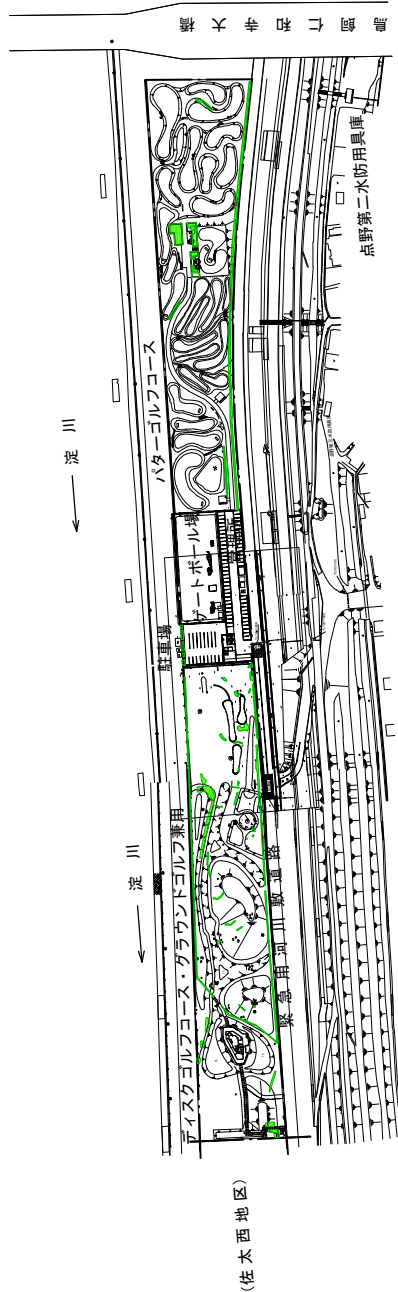 鳥飼仁和寺大橋
点野第二水防用具庫
パターゴルフコース
← 淀川
ゲートボール場
管理所
駐車場
← 淀川
ディスクゴルフコース・グラウンドゴルフ兼用
緊急用河川敷道路
(佐太西地区)